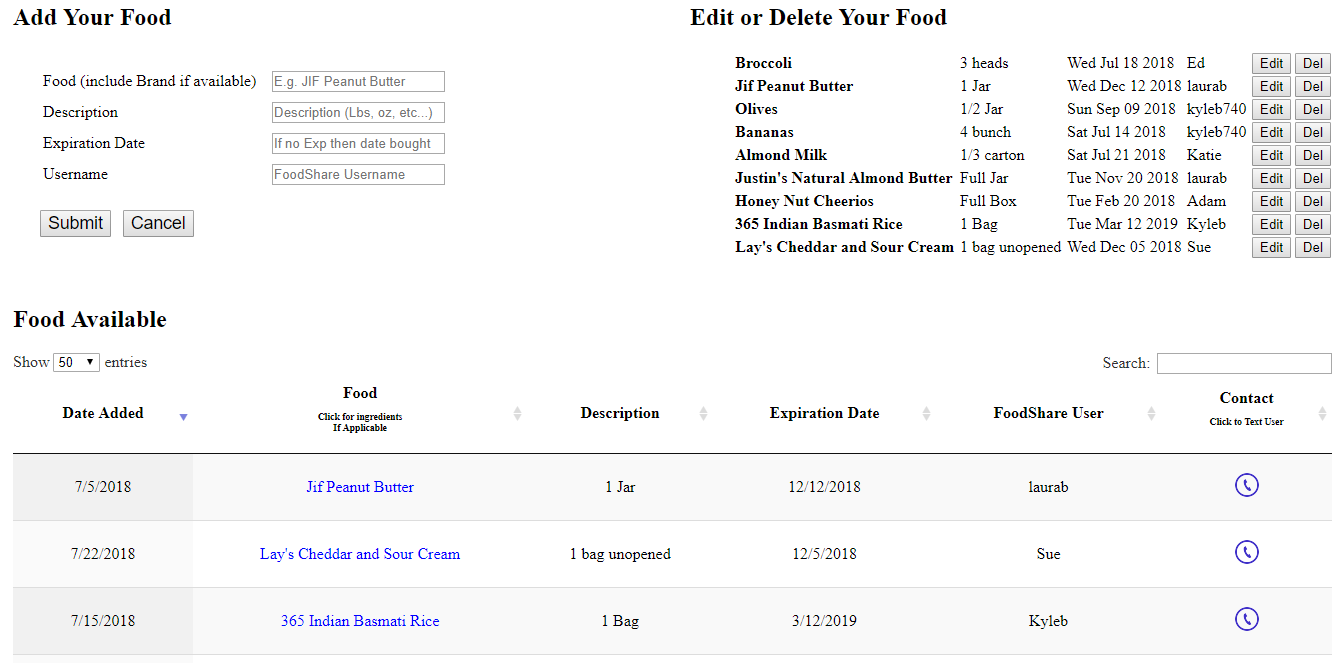 Add Your Food
Food (include Brand if available) E.g. JIF Peanut Butter
Description Description (Lbs, oz, etc...)
Expiration Date If no Exp then date bought
Username FoodShare Username
Submit Cancel
Edit or Delete Your Food
Broccoli 3 heads Wed Jul 18 2018 Ed Edit Del
Jif Peanut Butter 1 Jar Wed Dec 12 2018 laurab Edit Del
Olives 1/2 Jar Sun Sep 09 2018 kyleb740 Edit Del
Bananas 4 bunch Sat Jul 14 2018 kyleb740 Edit Del
Almond Milk 1/3 carton Sat Jul 21 2018 Katie Edit Del
Justin's Natural Almond Butter Full Jar Tue Nov 20 2018 laurab Edit Del
Honey Nut Cheerios Full Box Tue Feb 20 2018 Adam Edit Del
365 Indian Basmati Rice 1 Bag Tue Mar 12 2019 Kyleb Edit Del
Lay's Cheddar and Sour Cream 1 bag unopened Wed Dec 05 2018 Sue Edit Del
Food Available
Show 50 entries Search:
Date Added Food Description Expiration Date FoodShare User Contact
Click for ingredients Click to Text User
If Applicable
7/5/2018 Jif Peanut Butter 1 Jar 12/12/2018 laurab
7/22/2018 Lay's Cheddar and Sour Cream 1 bag unopened 12/5/2018 Sue
7/15/2018 365 Indian Basmati Rice 1 Bag 3/12/2019 Kyleb